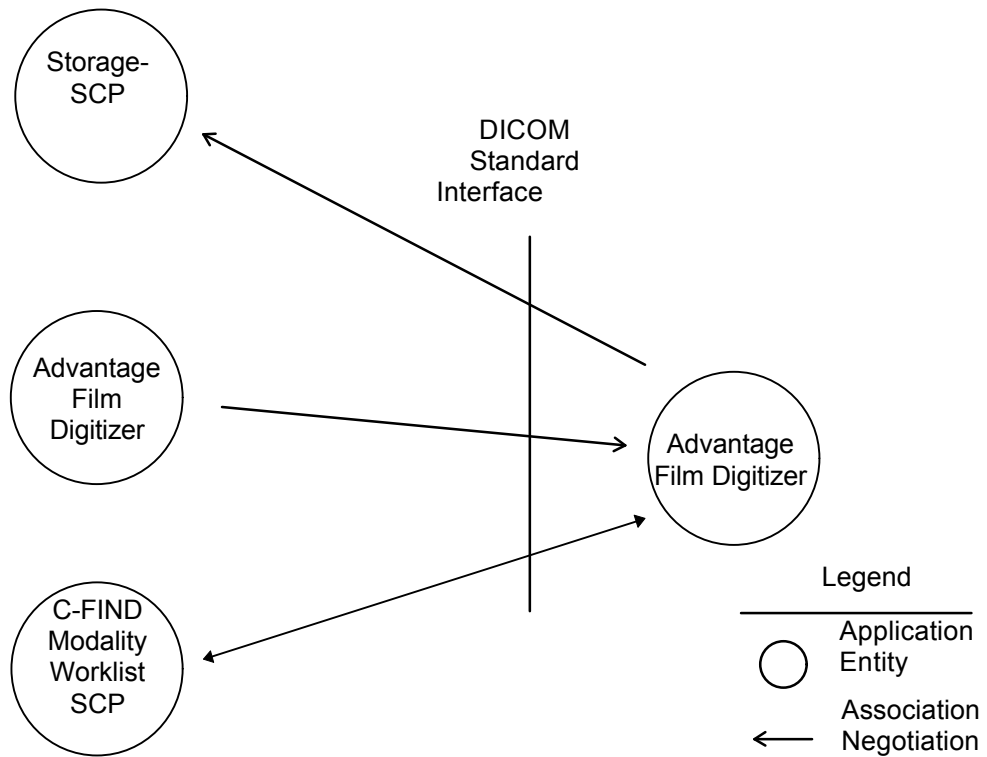 Storage-
SCP
DICOM
Standard
Interface
Advantage
Film
Digitizer
Advantage
Film Digitizer
C-FIND
Modality
Worklist
SCP
Legend
Application
Entity
Association
Negotiation